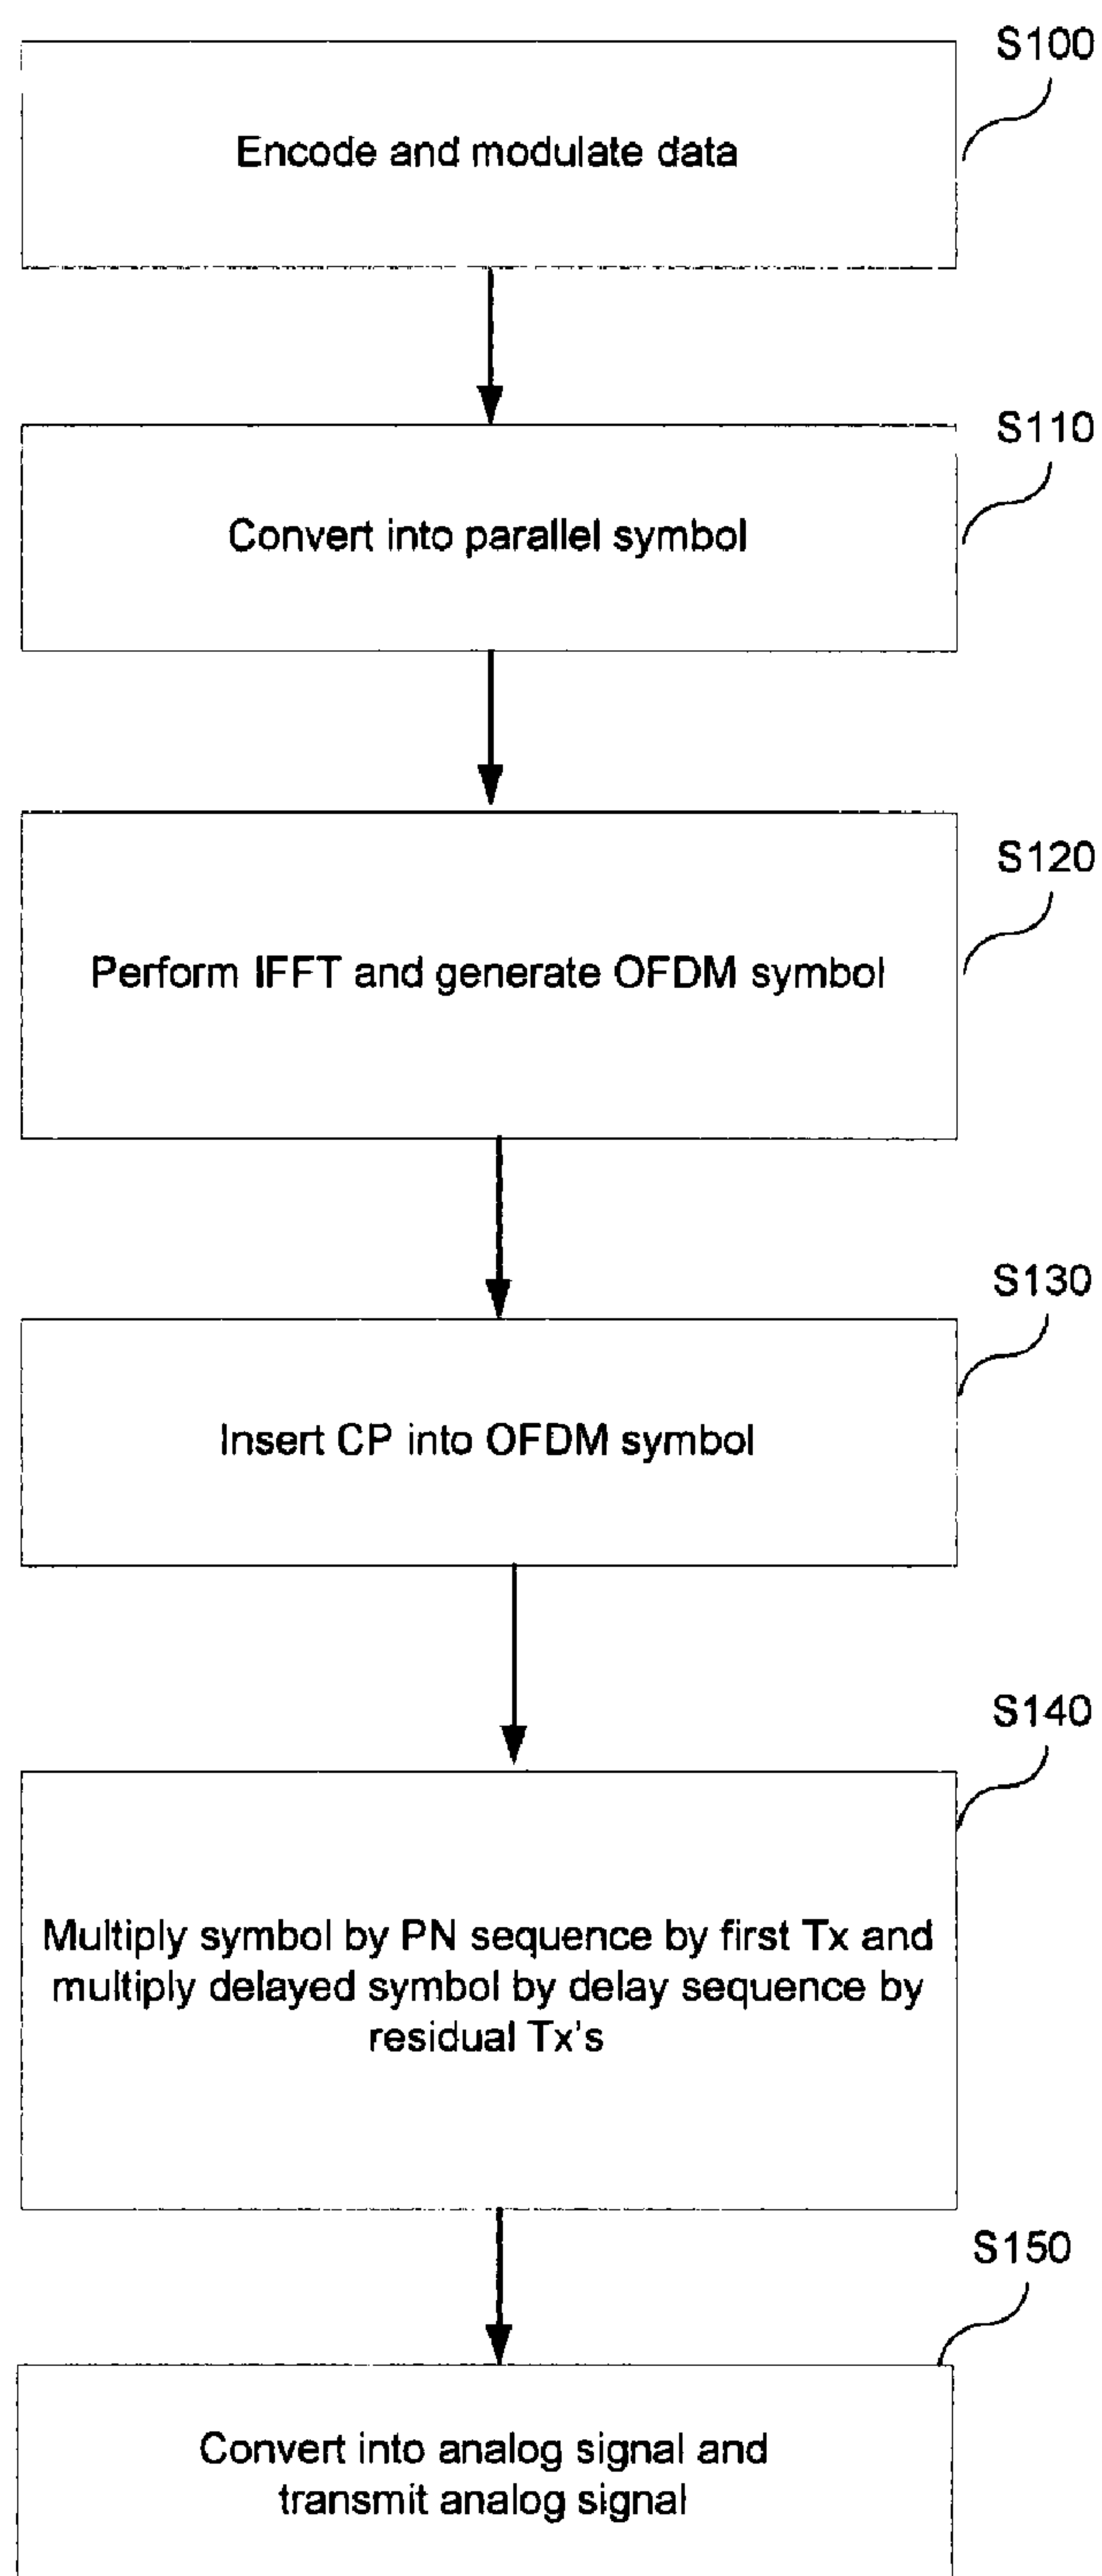 S100
Encode and modulate data
S110
Convert into parallel symbol
S120
Perform IFFT and generate OFDM symbol
S130
Insert CP into OFDM symbol
S140
Multiply symbol by PN sequence by first Tx and
multiply delayed symbol by delay sequence by
residual Tx's
S150
Convert into analog signal and
transmit analog signal